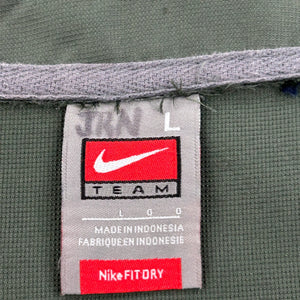 JRN L
TEAM
L G G
MADE IN INDONESIA
FABRIQUE EN INDONESIE
Nike FIT DRY